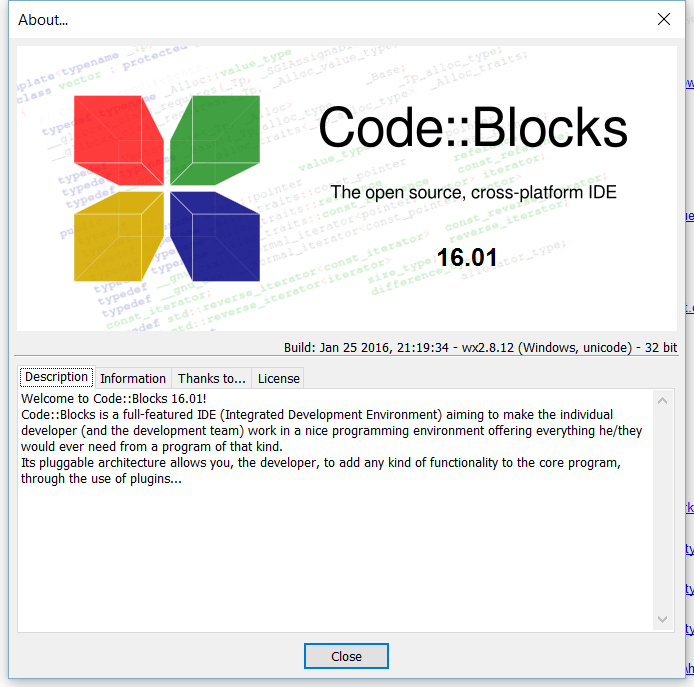 About...
Code::Blocks
The open source, cross-platform IDE
16.01
Build: Jan 25 2016, 21:19:34 - wx2.8.12 (Windows, unicode) - 32 bit
Description Information Thanks to... License
Welcome to Code::Blocks 16.01!
Code::Blocks is a full-featured IDE (Integrated Development Environment) aiming to make the individual
developer (and the development team) work in a nice programming environment offering everything he/they
would ever need from a program of that kind.
Its pluggable architecture allows you, the developer, to add any kind of functionality to the core program,
through the use of plugins...
Close